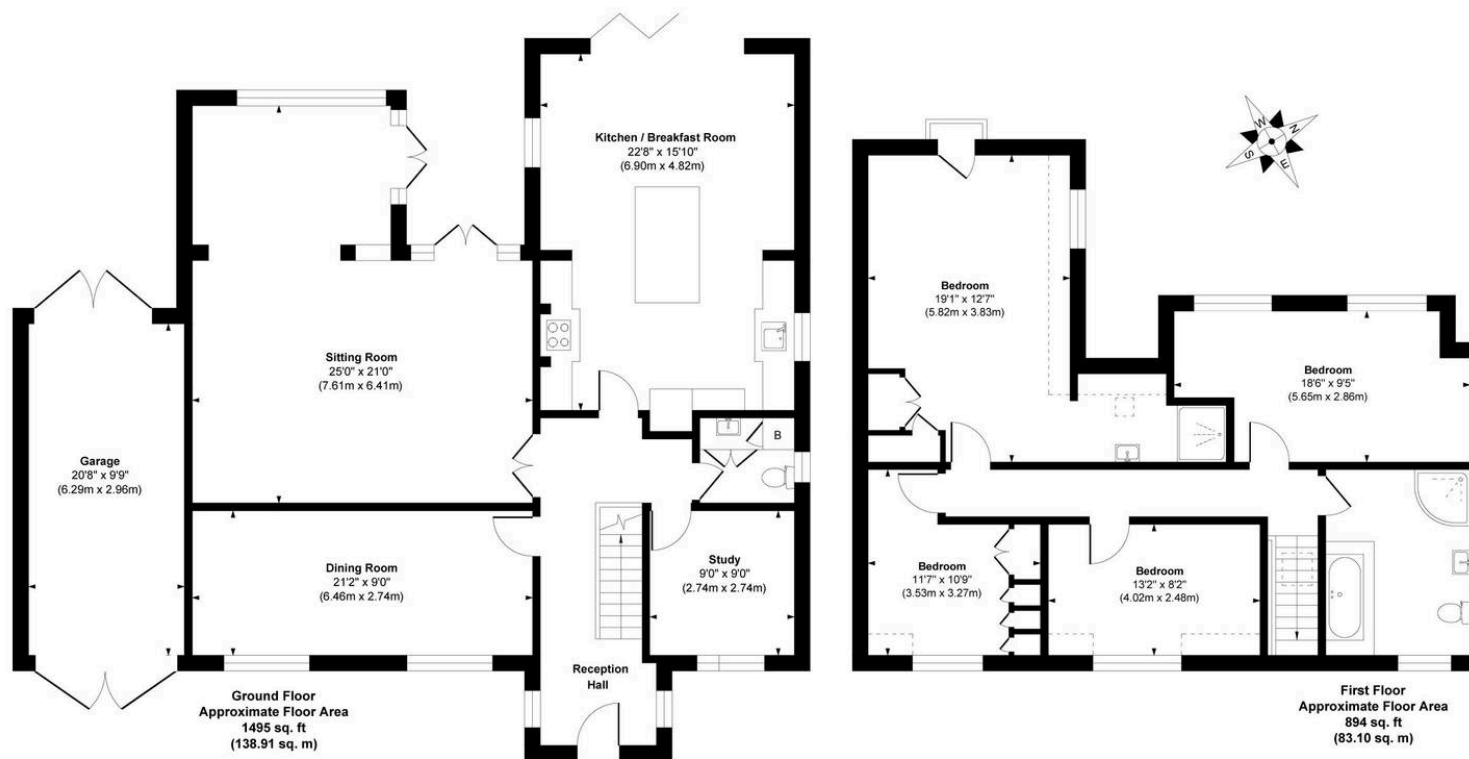 Kitchen / Breakfast Room
22'8" x 15'10"
(6.90m x 4.82m)
Sitting Room
25'0" x 21'0"
(7.61m x 6.41m)
Garage
20'8" x 9'9"
(6.29m x 2.96m)
B
Dining Room
21'2" x 9'0"
(6.46m x 2.74m)
Study
9'0" x 9'0"
(2.74m x 2.74m)
Reception
Hall
Ground Floor
Approximate Floor Area
1495 sq. ft
(138.91 sq. m)
W
N
S
E
Bedroom
19'1" x 12'7"
(5.82m x 3.83m)
Bedroom
18'6" x 9'5"
(5.65m x 2.86m)
Bedroom
11'7" x 10'9"
(3.53m x 3.27m)
Bedroom
13'2" x 8'2"
(4.02m x 2.48m)
First Floor
Approximate Floor Area
894 sq. ft
(83.10 sq. m)